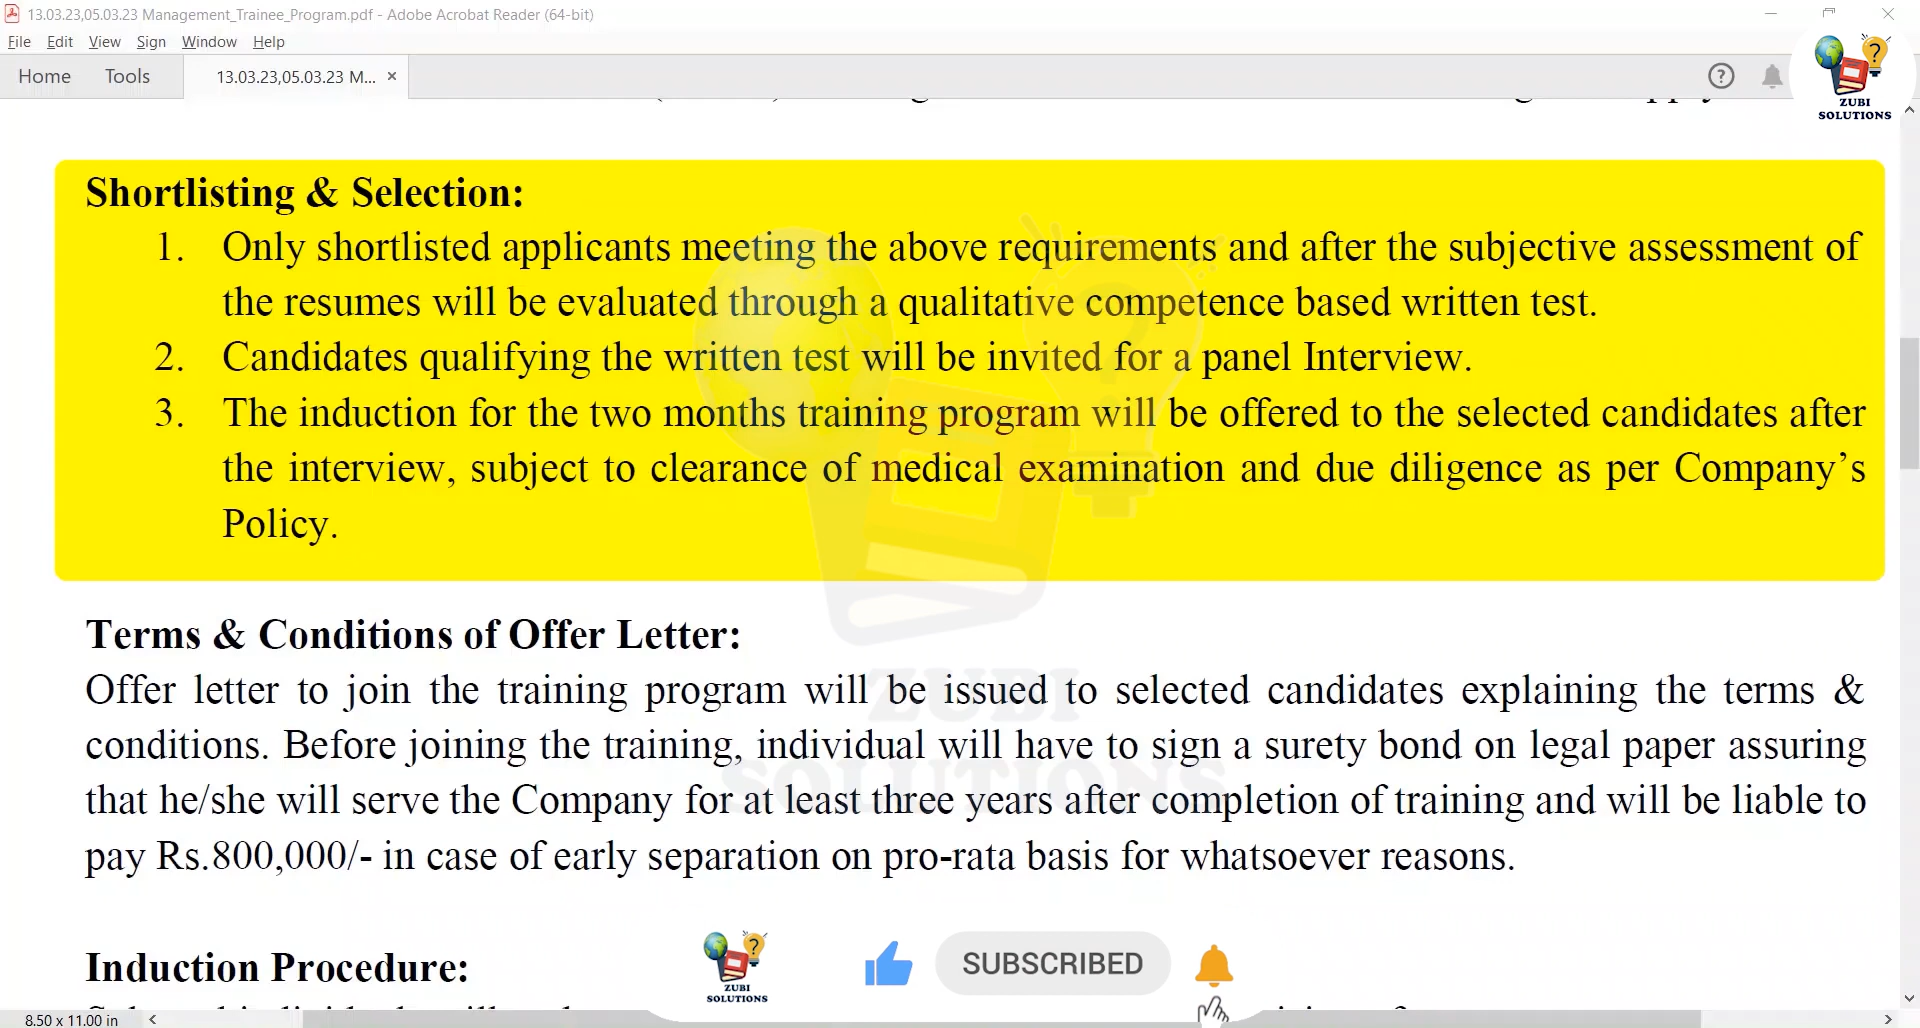 13.03.23,05.03.23 Management_Trainee_Program.pdf - Adobe Acrobat Reader (64-bit)
File Edit View Sign Window Help
Home Tools 13.03.23,05.03.23 M... ×
ZUBI
SOLUTIONS
Shortlisting & Selection:
1. Only shortlisted applicants meeting the above requirements and after the subjective assessment of
the resumes will be evaluated through a qualitative competence based written test.
2. Candidates qualifying the written test will be invited for a panel Interview.
3. The induction for the two months training program will be offered to the selected candidates after
the interview, subject to clearance of medical examination and due diligence as per Company’s
Policy.
Terms & Conditions of Offer Letter:
Offer letter to join the training program will be issued to selected candidates explaining the terms &
conditions. Before joining the training, individual will have to sign a surety bond on legal paper assuring
that he/she will serve the Company for at least three years after completion of training and will be liable to
pay Rs.800,000/- in case of early separation on pro-rata basis for whatsoever reasons.
ZUBI
SOLUTIONS
Induction Procedure:
ZUBI
SOLUTIONS
SUBSCRIBED
8.50 x 11.00 in